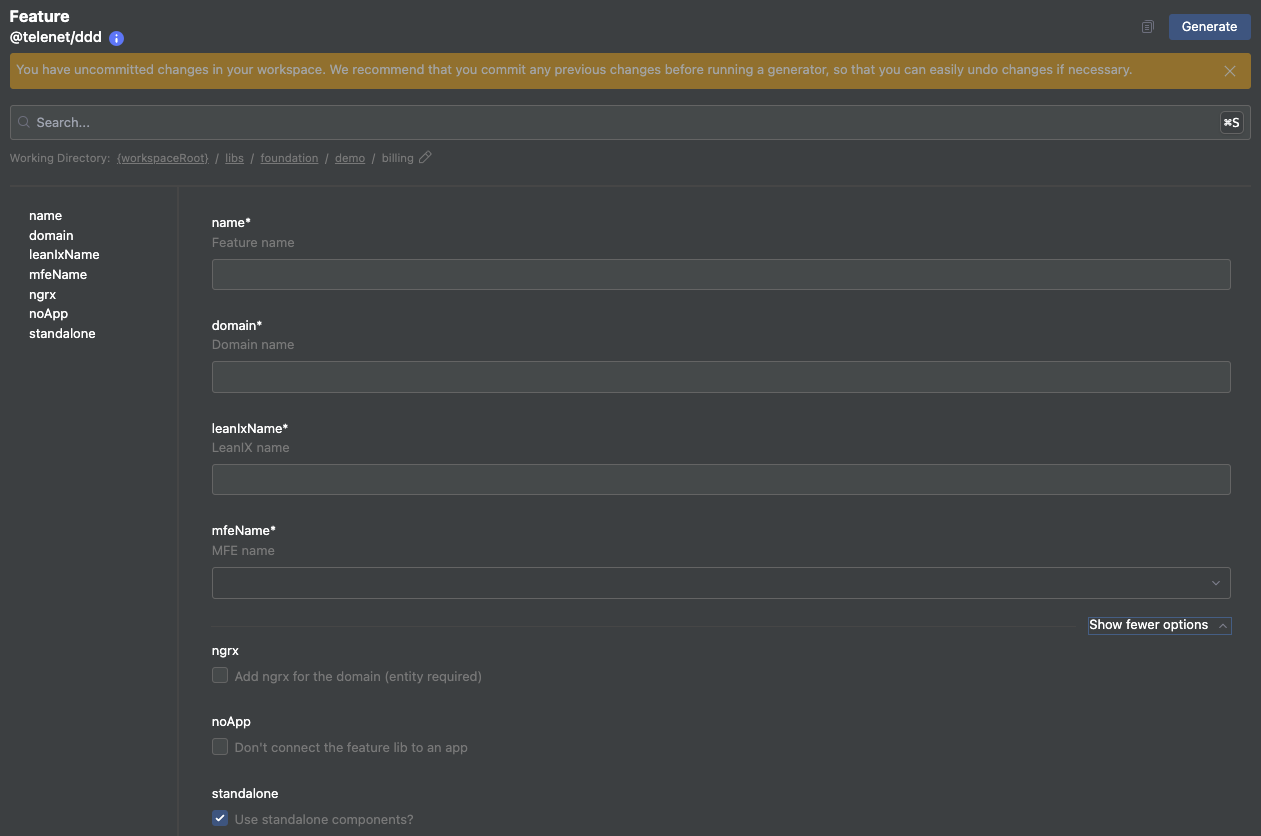 Feature
@telenet/ddd
Generate
You have uncommitted changes in your workspace. We recommend that you commit any previous changes before running a generator, so that you can easily undo changes if necessary.
Search...
⌘S
Working Directory: {workspaceRoot} / libs / foundation / demo / billing
name
domain
leanIxName
mfeName
ngrx
noApp
standalone
name*
Feature name
domain*
Domain name
leanIxName*
LeanIX name
mfeName*
MFE name
Show fewer options
ngrx
Add ngrx for the domain (entity required)
noApp
Don't connect the feature lib to an app
standalone
Use standalone components?